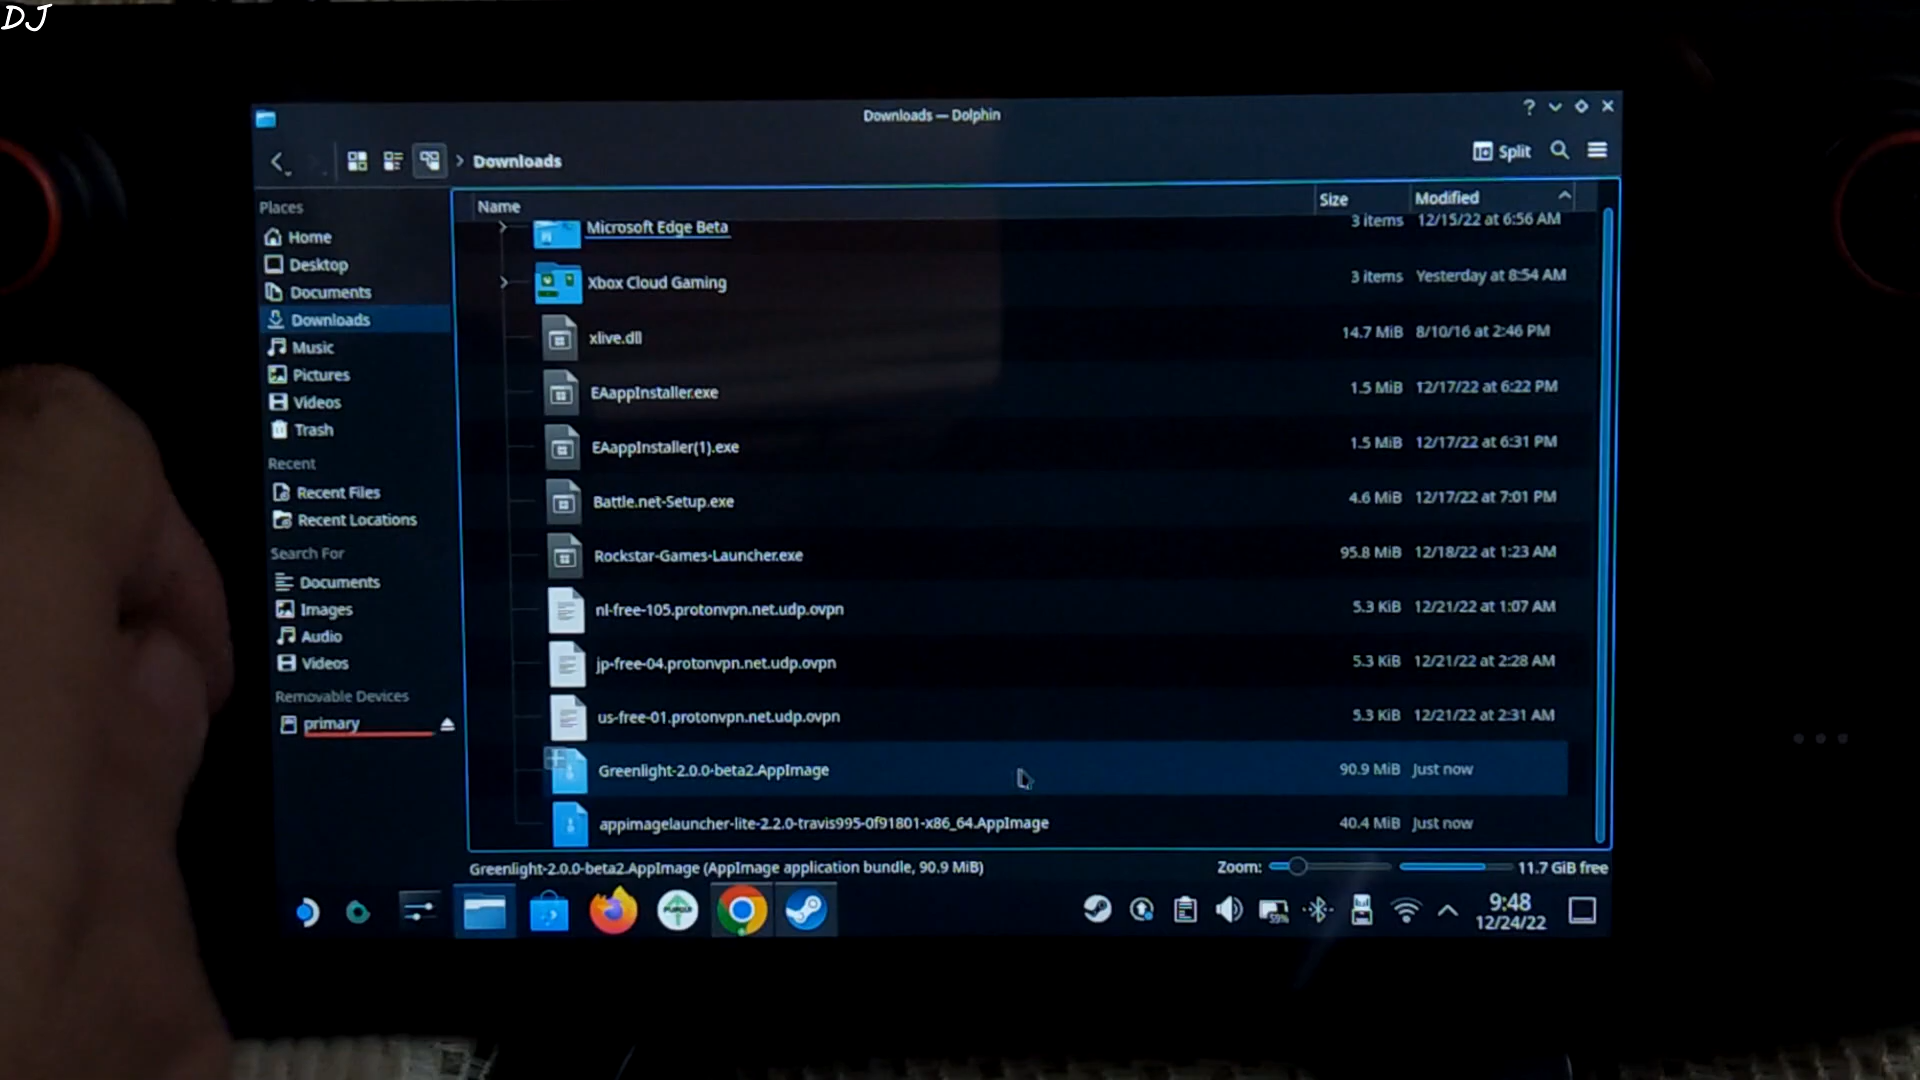 DJ
Downloads — Dolphin
Downloads
Split
Places
Home
Desktop
Documents
Downloads
Music
Pictures
Videos
Trash
Recent
Recent Files
Recent Locations
Search For
Documents
Images
Audio
Videos
Removable Devices
primary
Name Size Modified
Microsoft Edge Beta 3 items 12/15/22 at 6:56 AM
Xbox Cloud Gaming 3 items Yesterday at 8:54 AM
xlive.dll 14.7 MiB 8/10/16 at 2:46 PM
EAappInstaller.exe 1.5 MiB 12/17/22 at 6:22 PM
EAappInstaller(1).exe 1.5 MiB 12/17/22 at 6:31 PM
Battle.net-Setup.exe 4.6 MiB 12/17/22 at 7:01 PM
Rockstar-Games-Launcher.exe 95.8 MiB 12/18/22 at 1:23 AM
nl-free-105.protonvpn.net.udp.ovpn 5.3 KiB 12/21/22 at 1:07 AM
jp-free-04.protonvpn.net.udp.ovpn 5.3 KiB 12/21/22 at 2:28 AM
us-free-01.protonvpn.net.udp.ovpn 5.3 KiB 12/21/22 at 2:31 AM
Greenlight-2.0.0-beta2.AppImage 90.9 MiB Just now
appimagelauncher-lite-2.2.0-travis995-0f91801-x86_64.AppImage 40.4 MiB Just now
Greenlight-2.0.0-beta2.AppImage (AppImage application bundle, 90.9 MiB) Zoom: 11.7 GiB free
59%
9:48
12/24/22